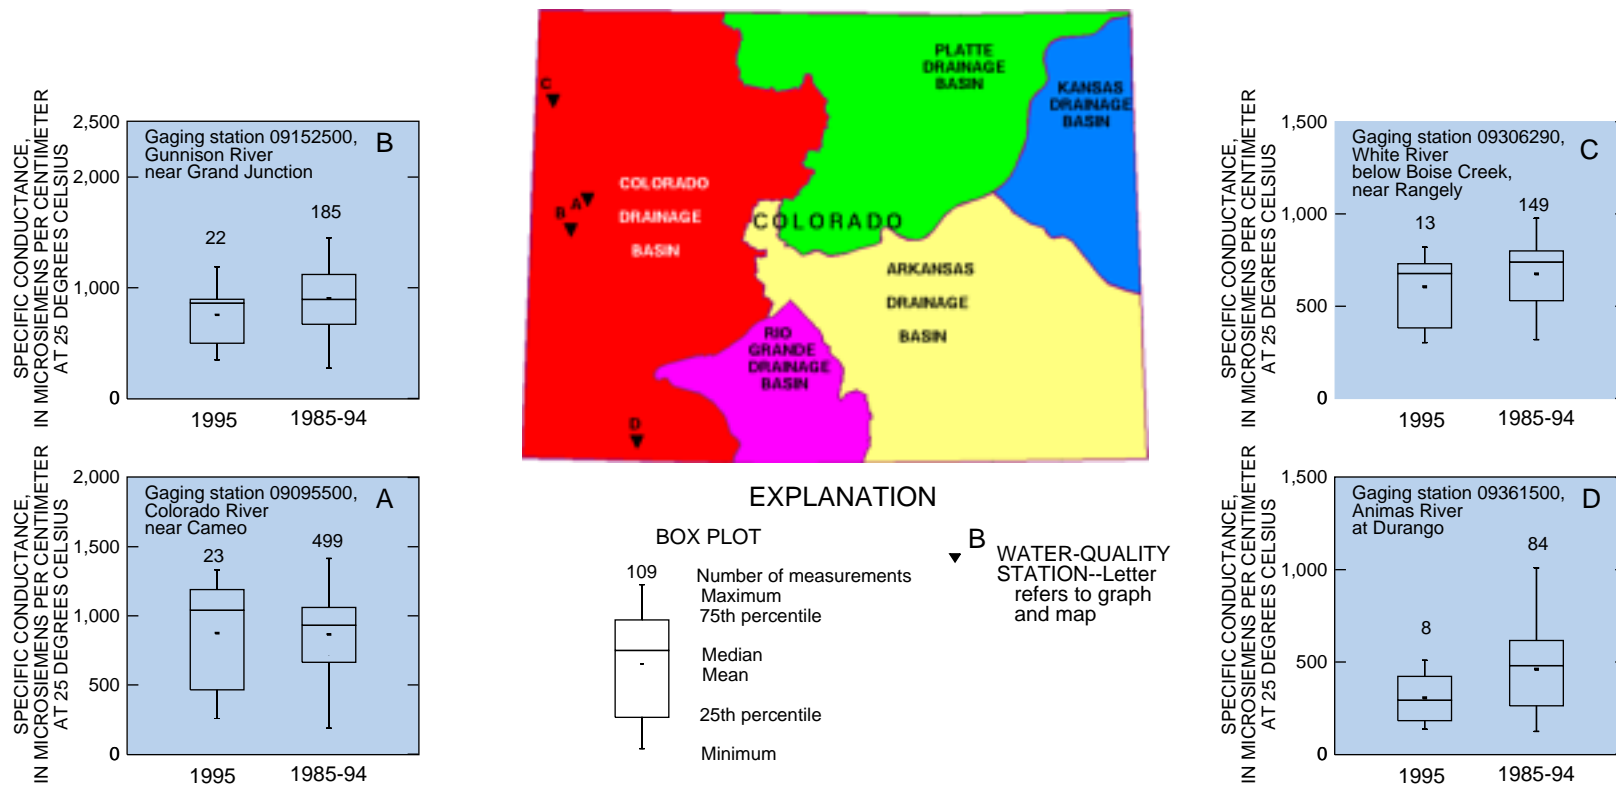 SPECIFIC CONDUCTANCE,
IN MICROSIEMENS PER CENTIMETER
AT 25 DEGREES CELSIUS
2,500
2,000
1,000
0
Gaging station 09152500,
Gunnison River
near Grand Junction
B
22
185
1995
1985-94
SPECIFIC CONDUCTANCE,
IN MICROSIEMENS PER CENTIMETER
AT 25 DEGREES CELSIUS
2,000
1,500
1,000
500
0
Gaging station 09095500,
Colorado River
near Cameo
A
23
499
1995
1985-94
C
B
A
D
COLORADO
DRAINAGE
BASIN
PLATTE
DRAINAGE
BASIN
KANSAS
DRAINAGE
BASIN
COLORADO
ARKANSAS
DRAINAGE
BASIN
RIO
GRANDE
DRAINAGE
BASIN
EXPLANATION
BOX PLOT
109
Number of measurements
Maximum
75th percentile
Median
Mean
25th percentile
Minimum
B
WATER-QUALITY
STATION--Letter
refers to graph
and map
SPECIFIC CONDUCTANCE,
IN MICROSIEMENS PER CENTIMETER
AT 25 DEGREES CELSIUS
1,500
1,000
500
0
Gaging station 09306290,
White River
below Boise Creek,
near Rangely
C
13
149
1995
1985-94
SPECIFIC CONDUCTANCE,
IN MICROSIEMENS PER CENTIMETER
AT 25 DEGREES CELSIUS
1,500
1,000
500
0
Gaging station 09361500,
Animas River
at Durango
D
8
84
1995
1985-94